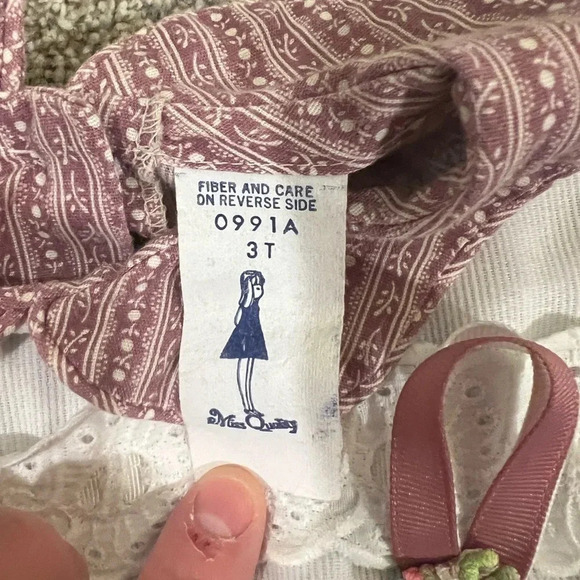 FIBER AND CARE
ON REVERSE SIDE
0991A
3T
Miss Quality